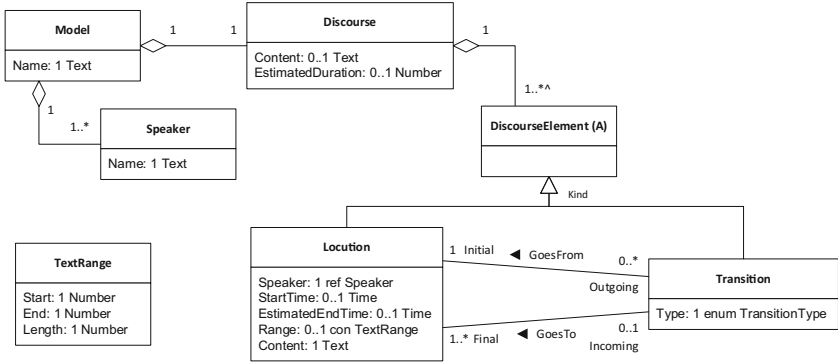 Model
Name: 1 Text
1
1
Discourse
Content: 0..1 Text
EstimatedDuration: 0..1 Number
1
1..*^
1
1..*
Speaker
Name: 1 Text
DiscourseElement (A)
Kind
TextRange
Start: 1 Number
End: 1 Number
Length: 1 Number
Locution
Speaker: 1 ref Speaker
StartTime: 0..1 Time
EstimatedEndTime: 0..1 Time
Range: 0..1 con TextRange
Content: 1 Text
1 Initial
◄ GoesFrom
0..*
Outgoing
1..* Final
◄ GoesTo
0..1
Incoming
Transition
Type: 1 enum TransitionType